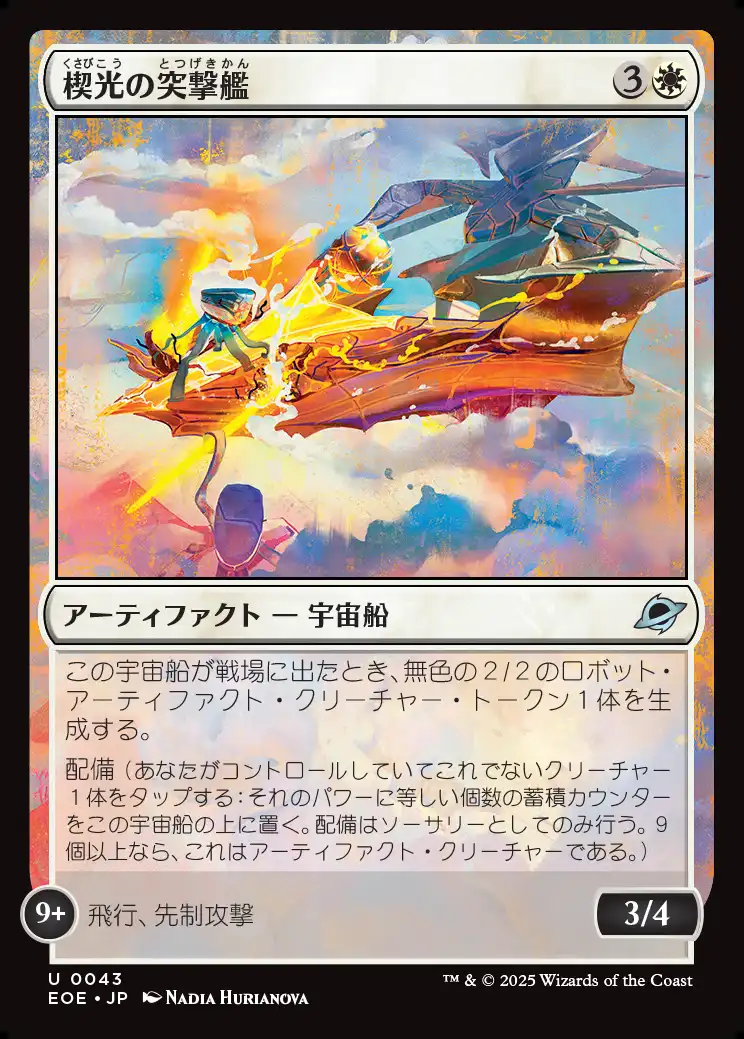 くさびこう とつげきかん
楔光の突撃艦 3
アーティファクト — 宇宙船
この宇宙船が戦場に出たとき、無色の2/2のロボット・
アーティファクト・クリーチャー・トークン1体を生
成する。
配備（あなたがコントロールしていてこれでないクリーチャー
1体をタップする：それのパワーに等しい個数の蓄積カウンター
をこの宇宙船の上に置く。配備はソーサリーとしてのみ行う。9
個以上なら、これはアーティファクト・クリーチャーである。）
9+ 飛行、先制攻撃 3/4
U 0043
EOE • JP NADIA HURIANOVA
™ & © 2025 Wizards of the Coast